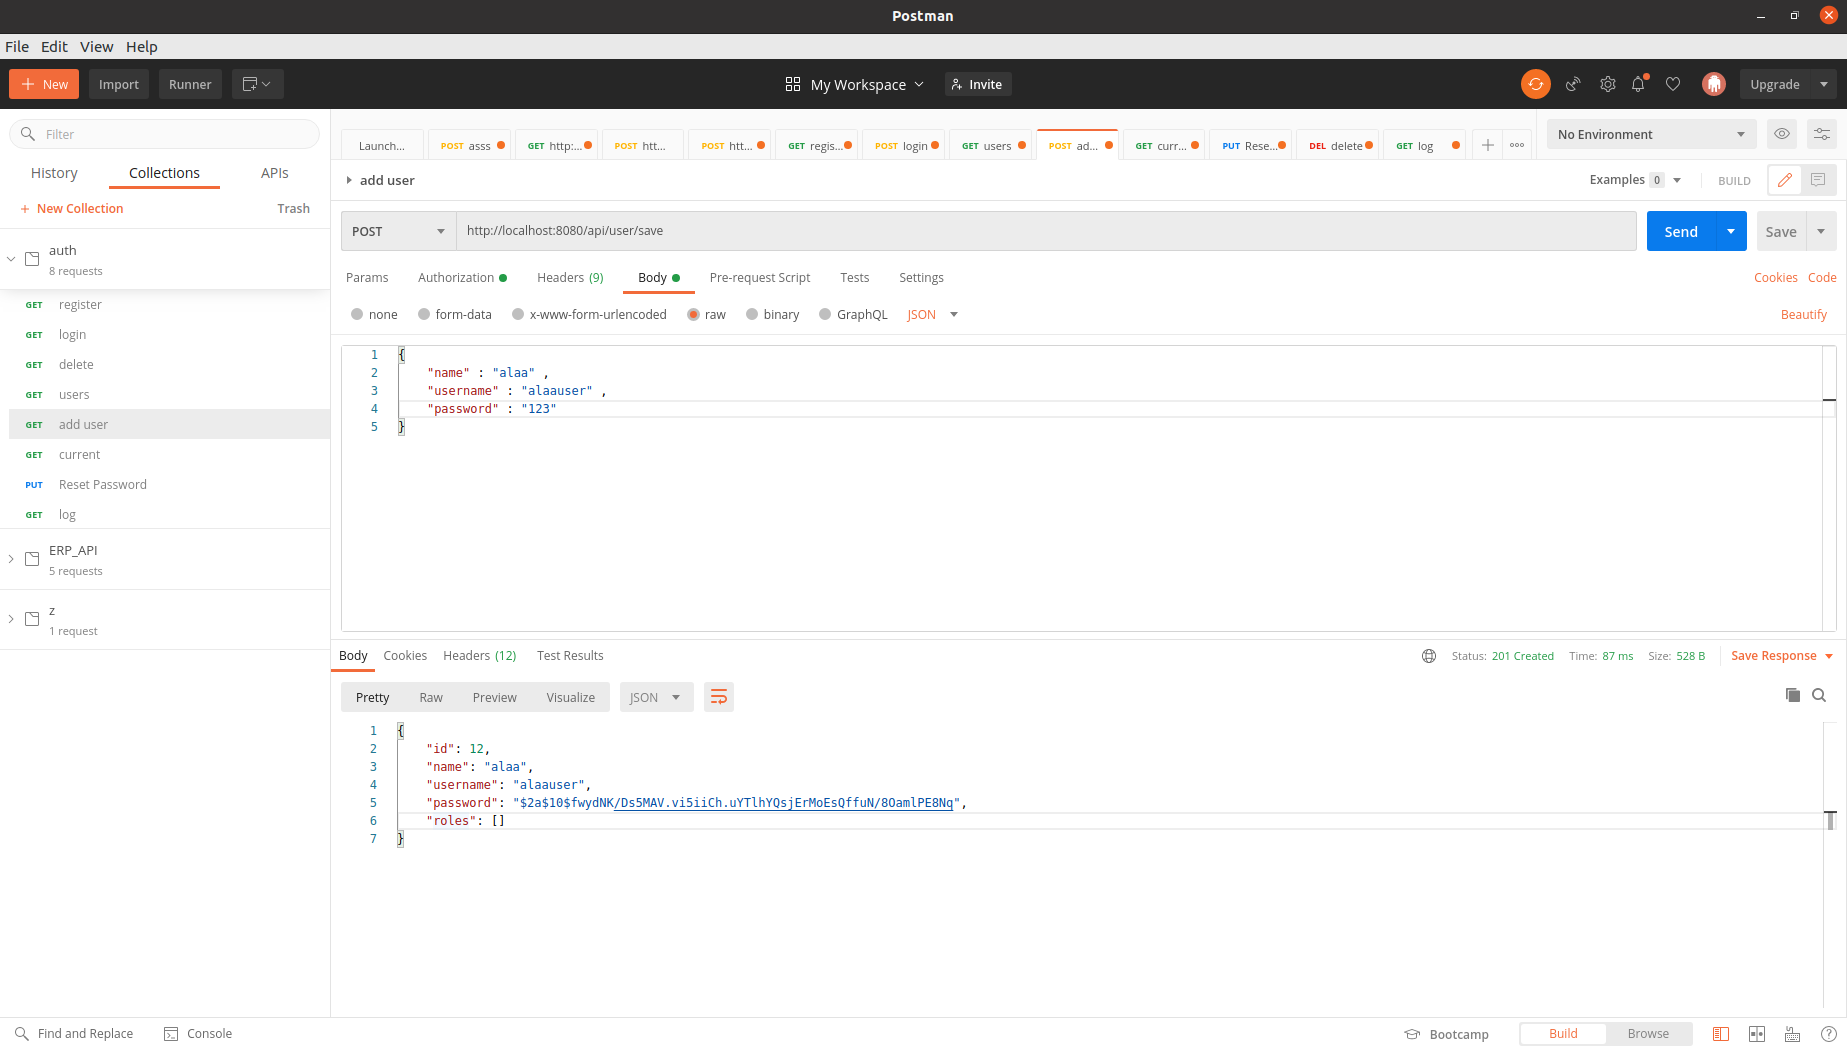 Postman
File Edit View Help
New Import Runner My Workspace Invite Upgrade
Filter
History Collections APIs
New Collection Trash
auth
8 requests
GET register
GET login
GET delete
GET users
GET add user
GET current
PUT Reset Password
GET log
ERP_API
5 requests
z
1 request
Launch... POST asss GET http:... POST htt... POST htt... GET regis... POST login GET users POST ad... GET curr... PUT Rese... DEL delete GET log No Environment
add user Examples 0 BUILD
POST http://localhost:8080/api/user/save Send Save
Params Authorization Headers (9) Body Pre-request Script Tests Settings Cookies Code
none form-data x-www-form-urlencoded raw binary GraphQL JSON Beautify
1 {
2 "name" : "alaa" ,
3 "username" : "alaauser" ,
4 "password" : "123"
5 }
Body Cookies Headers (12) Test Results Status: 201 Created Time: 87 ms Size: 528 B Save Response
Pretty Raw Preview Visualize JSON
1 {
2 "id": 12,
3 "name": "alaa",
4 "username": "alaauser",
5 "password": "$2a$10$fwydNK/Ds5MAV.vi5iiCh.uYTlhYQsjErMoEsQffuN/8OamlPE8Nq",
6 "roles": []
7 }
Find and Replace Console Bootcamp Build Browse